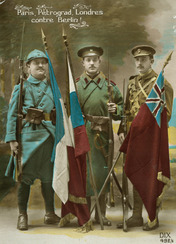 Paris, Petrograd, Londres
contre Berlin!
DIX